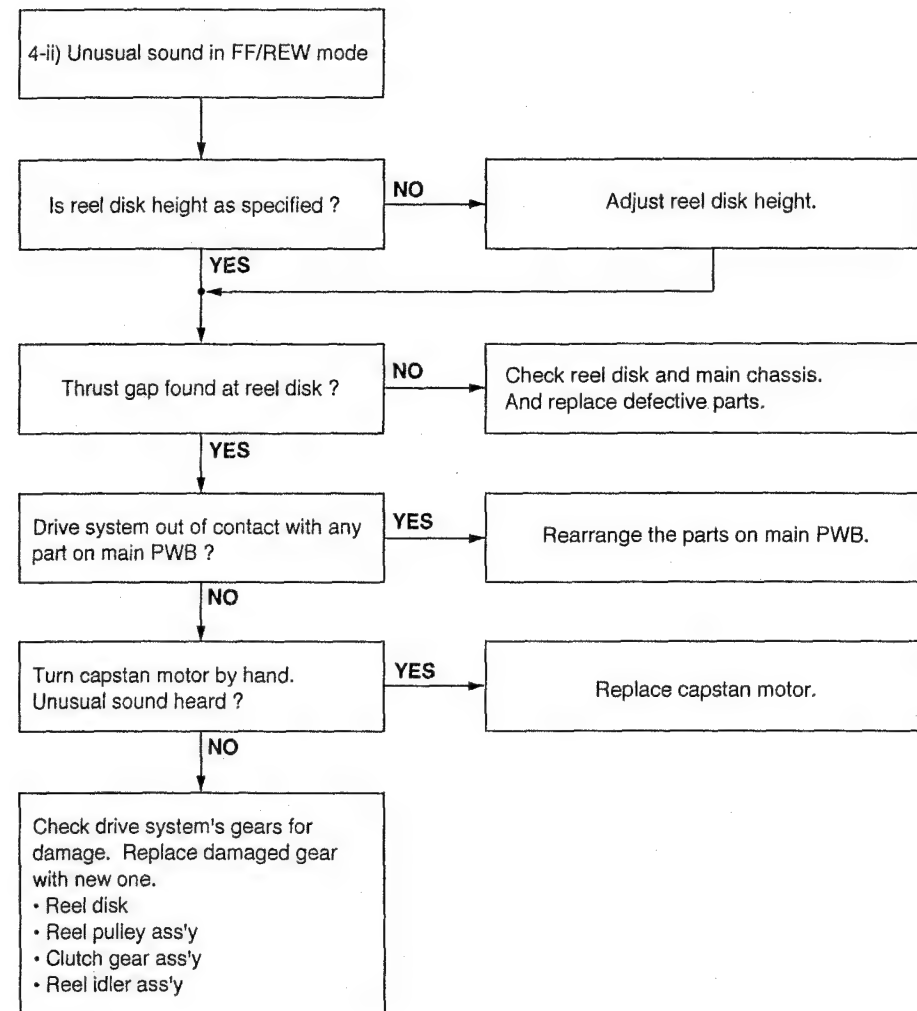 4-ii) Unusual sound in FF/REW mode
Is reel disk height as specified ?
NO
Adjust reel disk height.
YES
Thrust gap found at reel disk ?
NO
Check reel disk and main chassis.
And replace defective parts.
YES
Drive system out of contact with any
part on main PWB ?
YES
Rearrange the parts on main PWB.
NO
Turn capstan motor by hand.
Unusual sound heard ?
YES
Replace capstan motor.
NO
Check drive system's gears for
damage. Replace damaged gear
with new one.
• Reel disk
• Reel pulley ass'y
• Clutch gear ass'y
• Reel idler ass'y